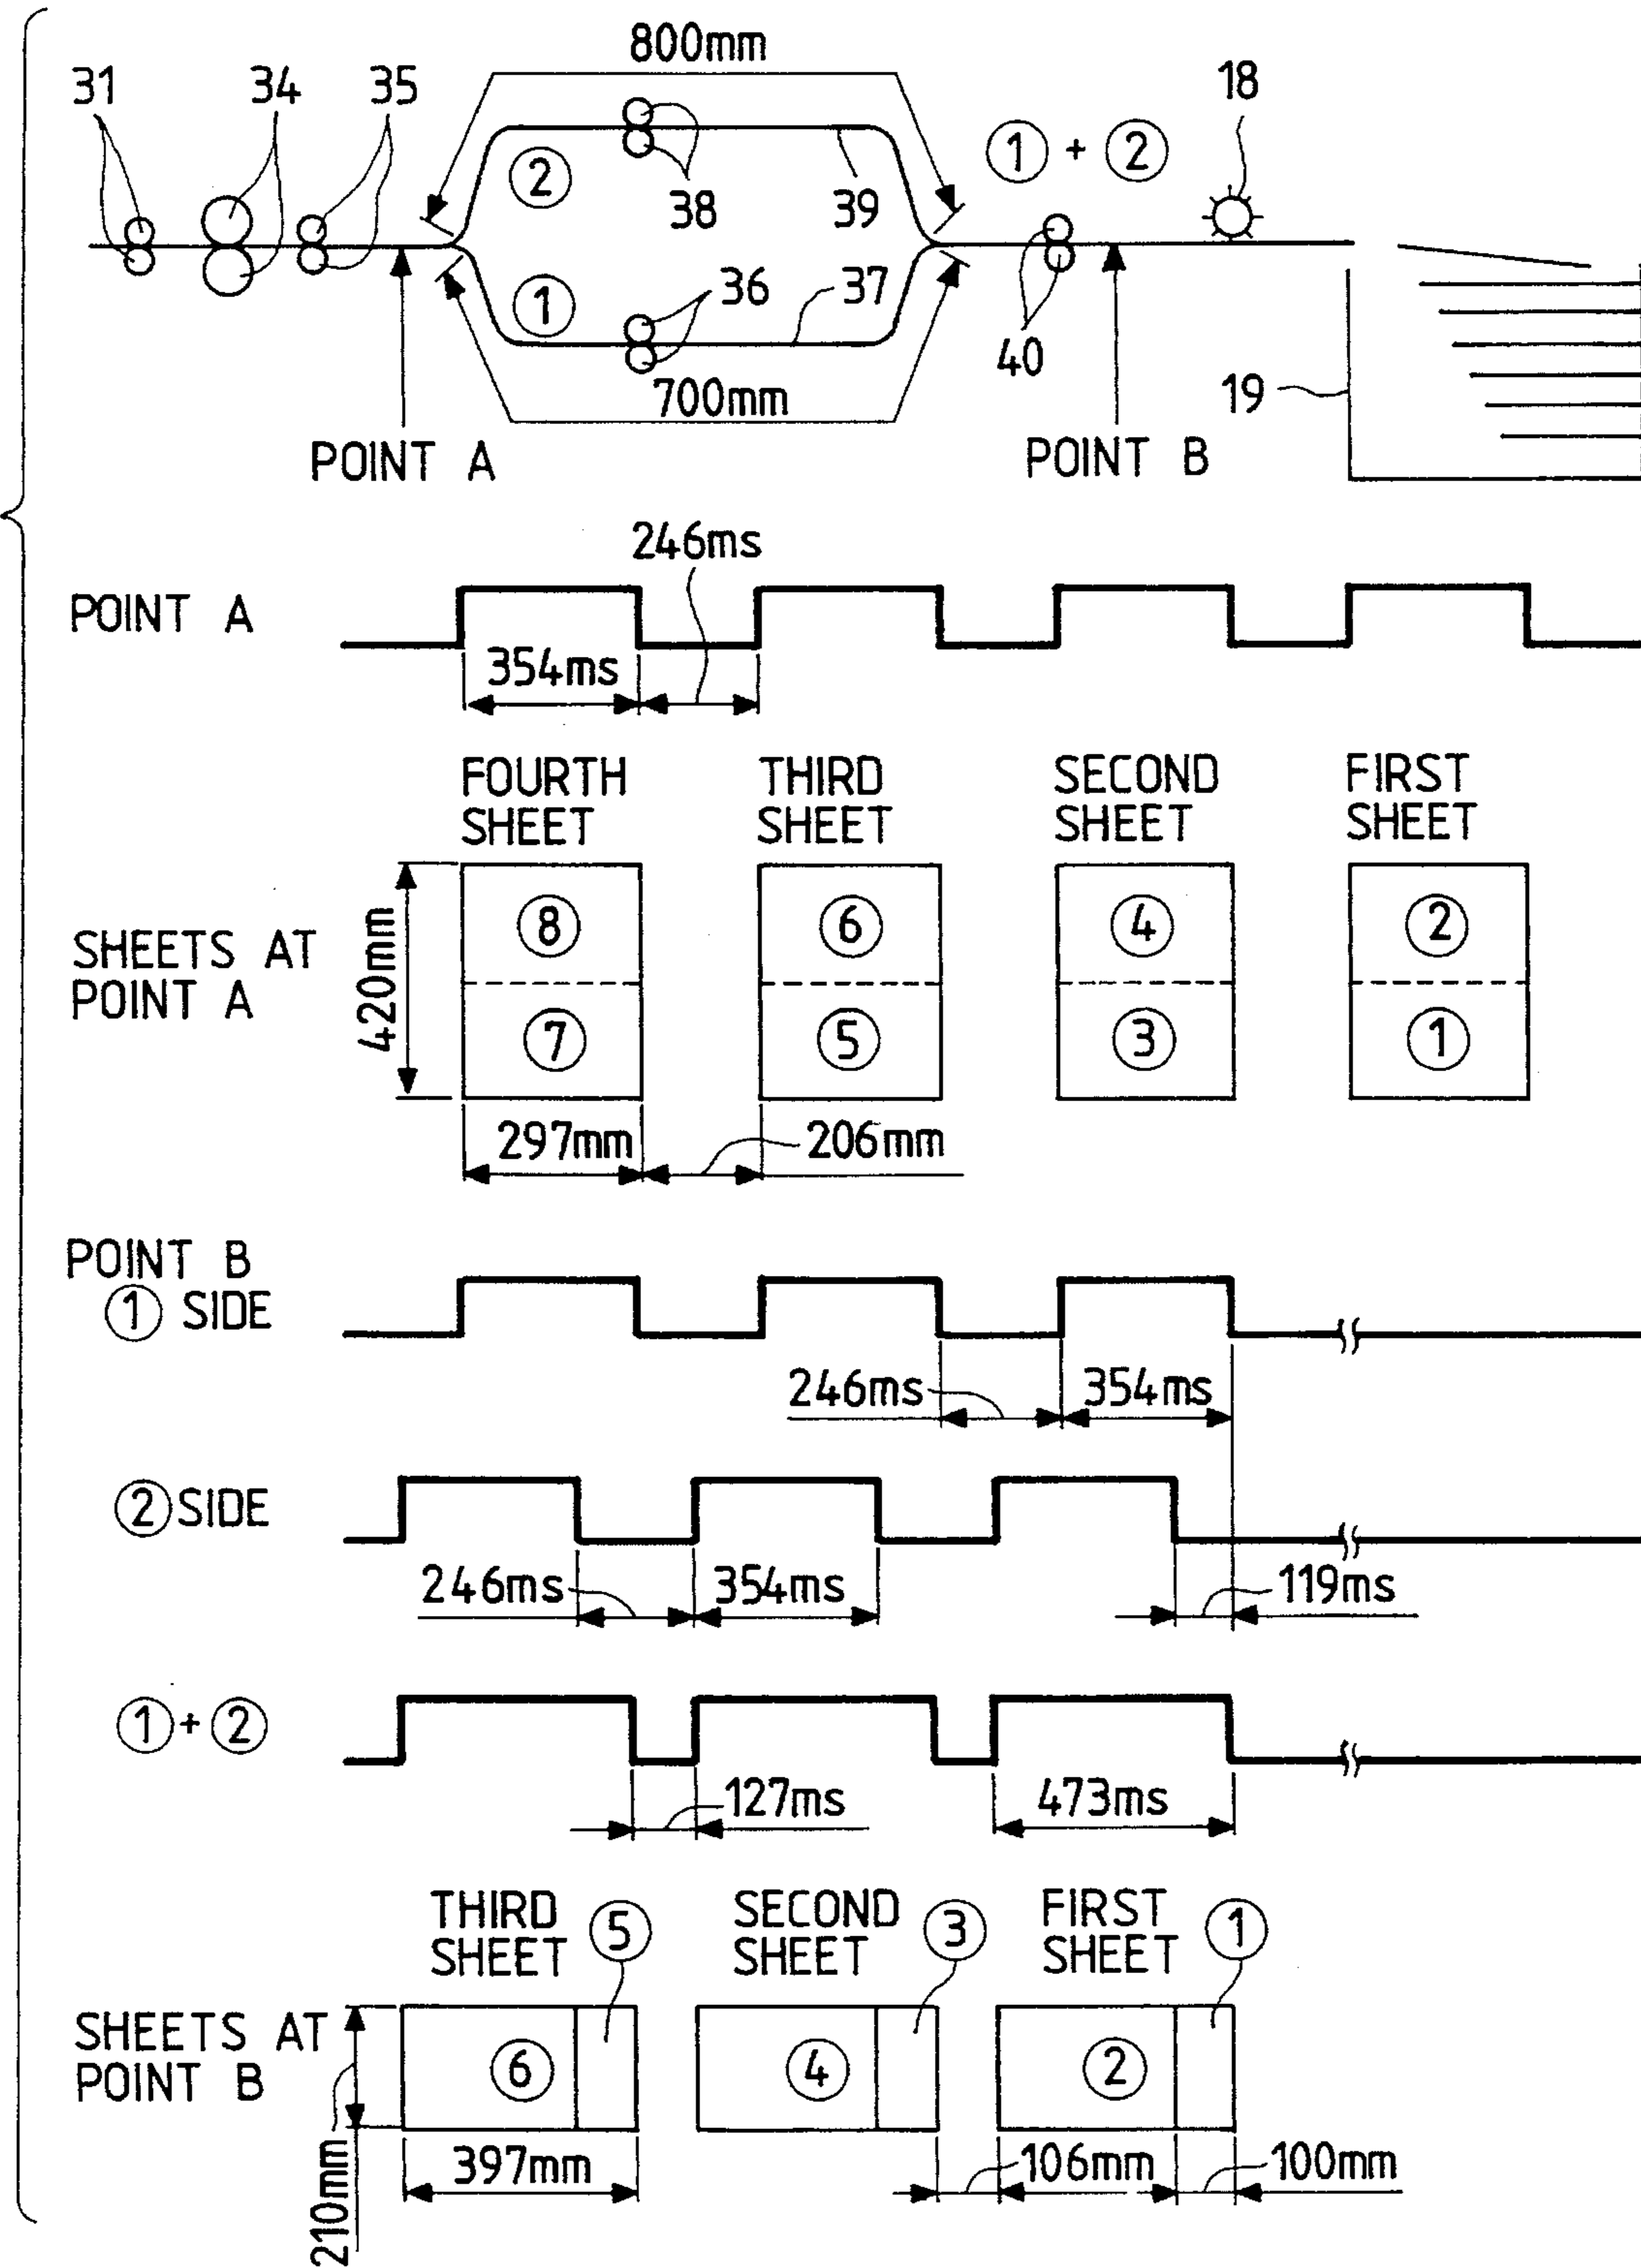 800mm
31
34
35
18
② 
38
39
① + ②
①
36
37
40
19
700mm
POINT A
POINT B
246ms
POINT A
354ms
FOURTH SHEET
THIRD SHEET
SECOND SHEET
FIRST SHEET
SHEETS AT POINT A
420mm
⑧
⑥
④
②
⑦
⑤
③
①
297mm
206mm
POINT B
① SIDE
246ms
354ms
② SIDE
246ms
354ms
119ms
① + ②
127ms
473ms
THIRD SHEET
⑤
SECOND SHEET
③
FIRST SHEET
①
SHEETS AT POINT B
⑥
④
②
210mm
397mm
106mm
100mm